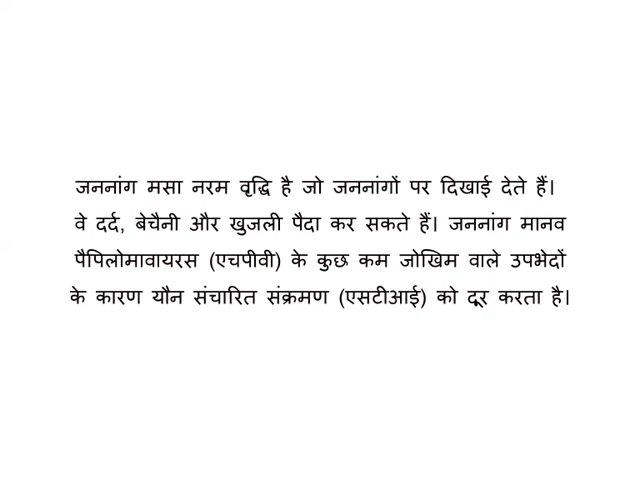 जननांग मसा नरम वृद्धि है जो जननांगों पर दिखाई देते हैं।
वे दर्द, बेचैनी और खुजली पैदा कर सकते हैं। जननांग मानव
पैपिलोमावायरस (एचपीवी) के कुछ कम जोखिम वाले उपभेदों
के कारण यौन संचारित संक्रमण (एसटीआई) को दूर करता है।